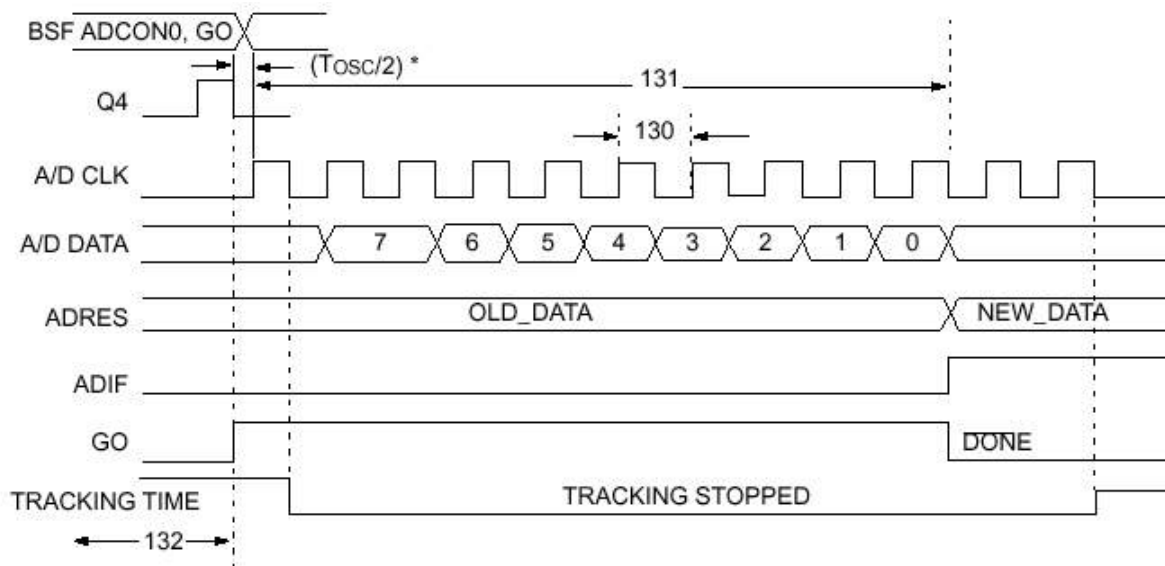 BSF ADCON0, GO
(TOSC/2) *
131
Q4
130
A/D CLK
A/D DATA 7 6 5 4 3 2 1 0
ADRES OLD_DATA NEW_DATA
ADIF
GO DONE
TRACKING TIME TRACKING STOPPED
132